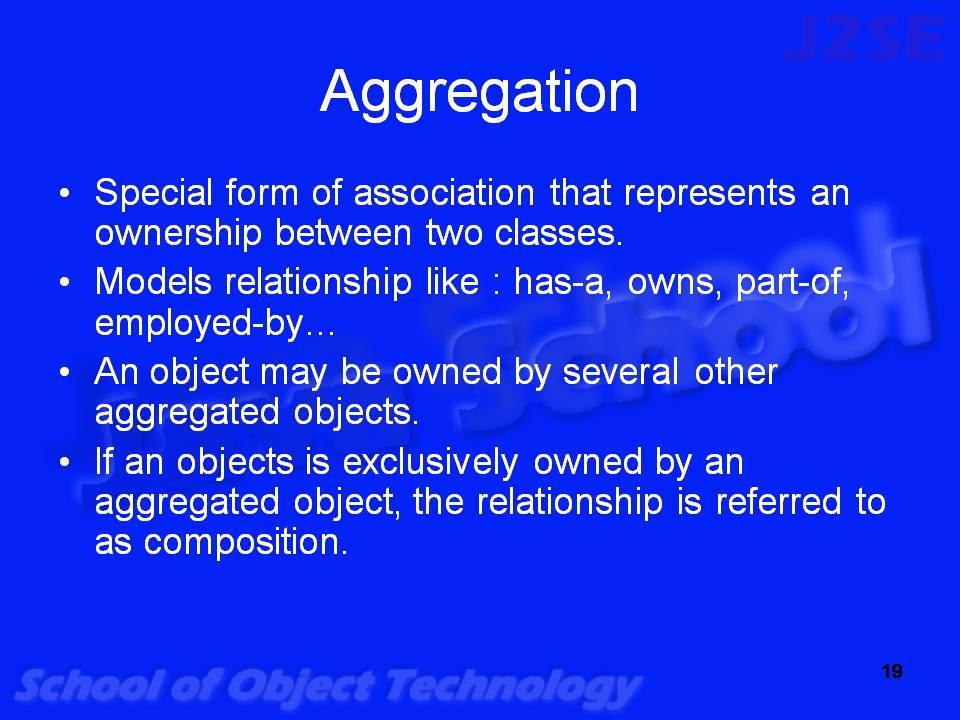 J2SE
Aggregation
• Special form of association that represents an
ownership between two classes.
• Models relationship like : has-a, owns, part-of,
employed-by…
• An object may be owned by several other
aggregated objects.
• If an objects is exclusively owned by an
aggregated object, the relationship is referred to
as composition.
School
School of Object Technology
19